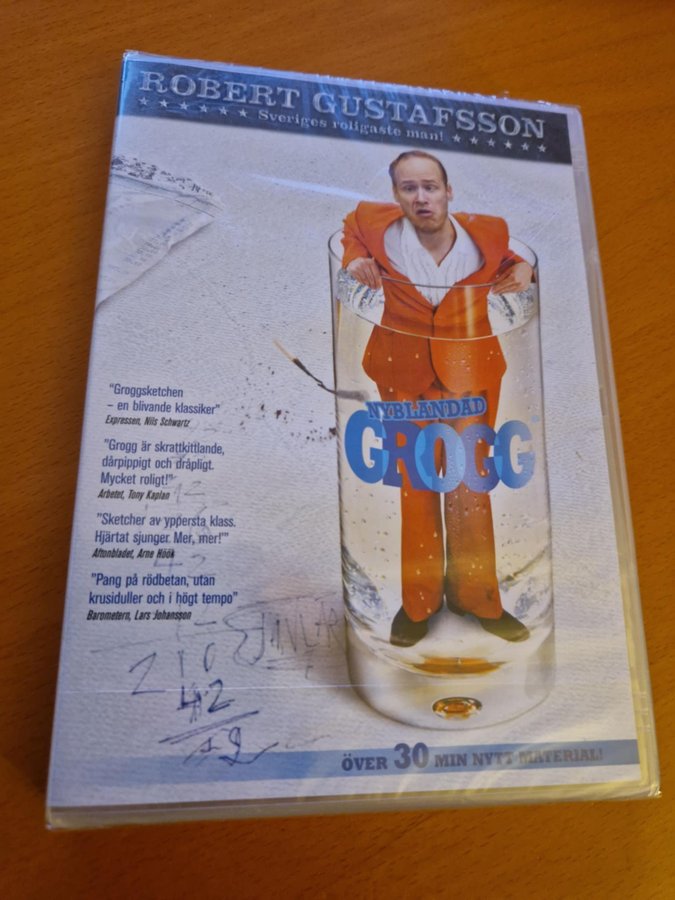 ROBERT GUSTAFSSON
Sveriges roligaste man!
"Groggsketchen
– en blivande klassiker"
Expressen, Nils Schwartz
"Grogg är skrattkittlande,
dårpippigt och dråpligt.
Mycket roligt!"
Arbetet, Tony Kaplan
"Sketcher av yppersta klass.
Hjärtat sjunger. Mer, mer!"
Aftonbladet, Arne Höök
"Pang på rödbetan, utan
krusiduller och i högt tempo"
Barometern, Lars Johansson
NYBLANDAD
GROGG
JÄVLAR
ÖVER 30 MIN NYTT MATERIAL!